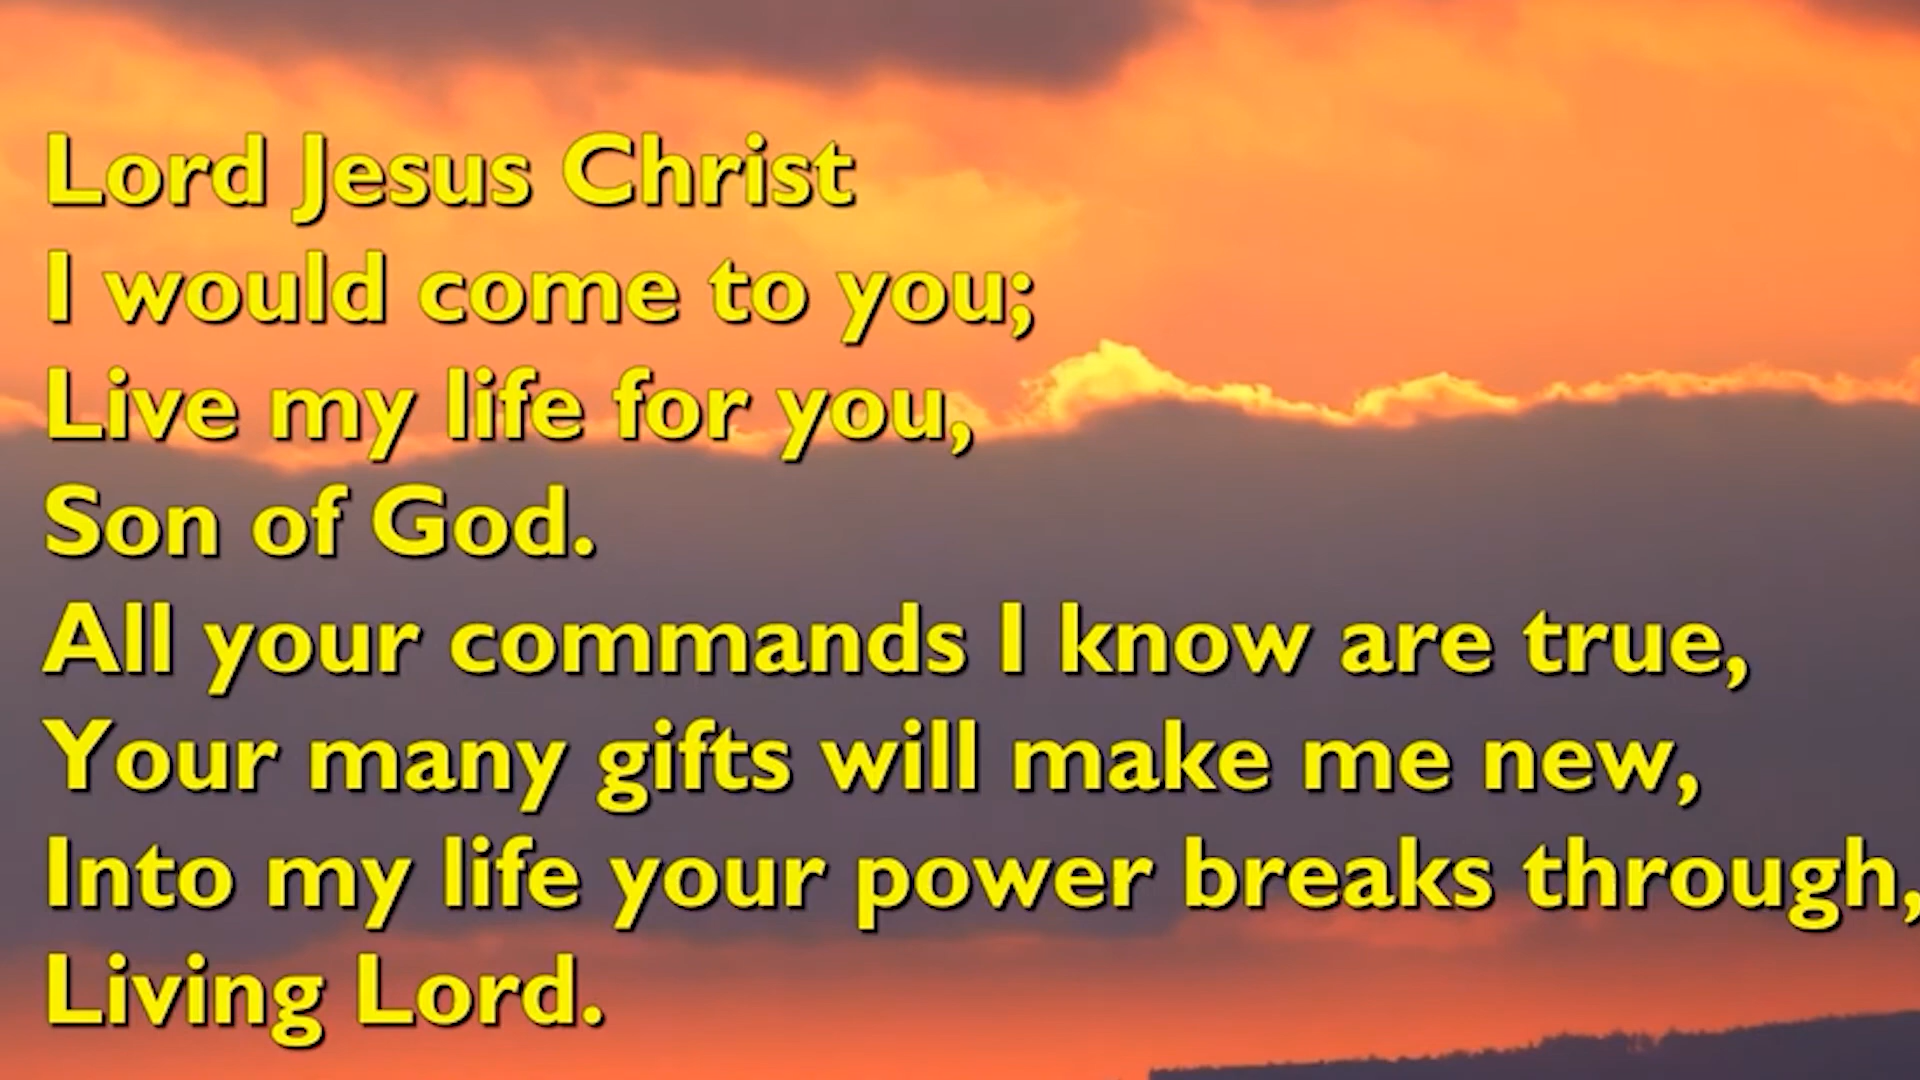 Lord Jesus Christ
I would come to you;
Live my life for you,
Son of God.
All your commands I know are true,
Your many gifts will make me new,
Into my life your power breaks through,
Living Lord.